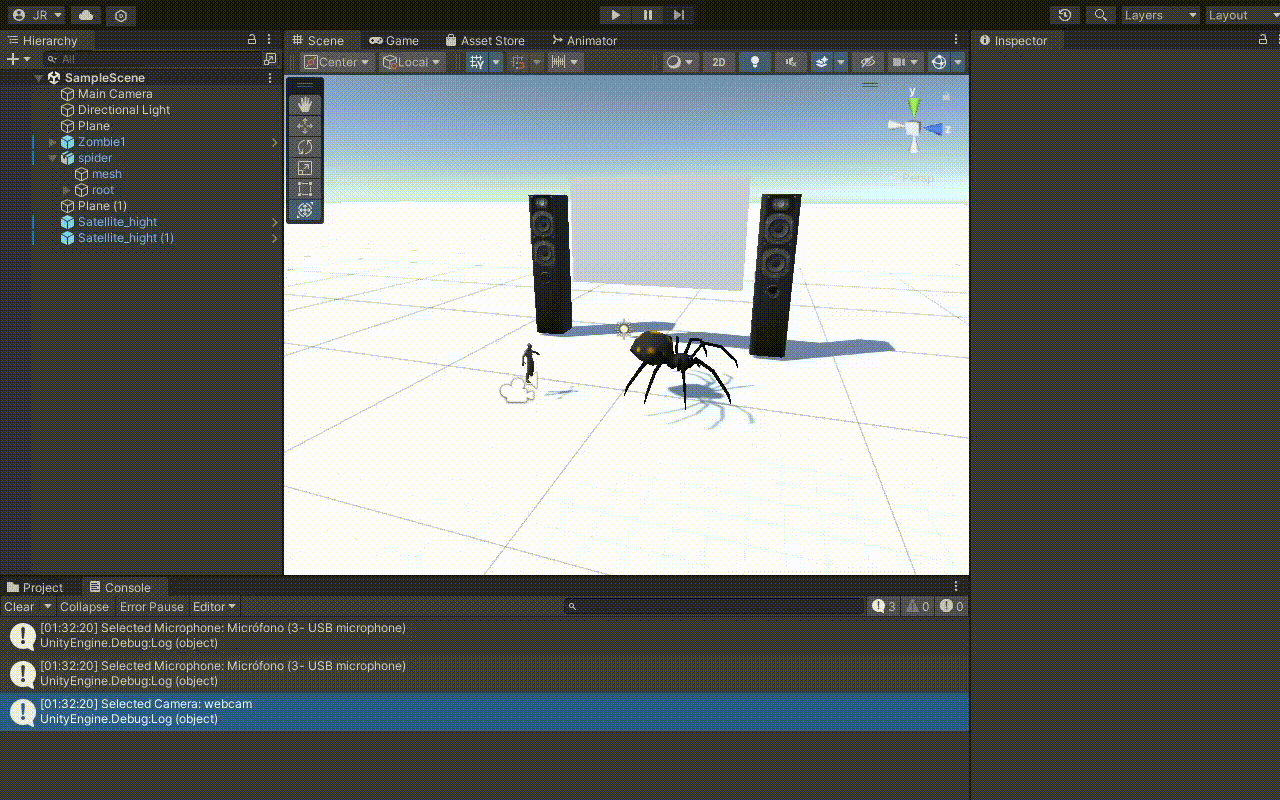 JR
Layers
Layout
Hierarchy
All
SampleScene
Main Camera
Directional Light
Plane
Zombie1
spider
mesh
root
Plane (1)
Satellite_hight
Satellite_hight (1)
Scene
Game
Asset Store
Animator
Center
Local
2D
y
z
Persp
Inspector
Project
Console
Clear
Collapse
Error Pause
Editor
3
0
0
[01:32:20] Selected Microphone: Micrófono (3- USB microphone)
UnityEngine.Debug:Log (object)
[01:32:20] Selected Microphone: Micrófono (3- USB microphone)
UnityEngine.Debug:Log (object)
[01:32:20] Selected Camera: webcam
UnityEngine.Debug:Log (object)